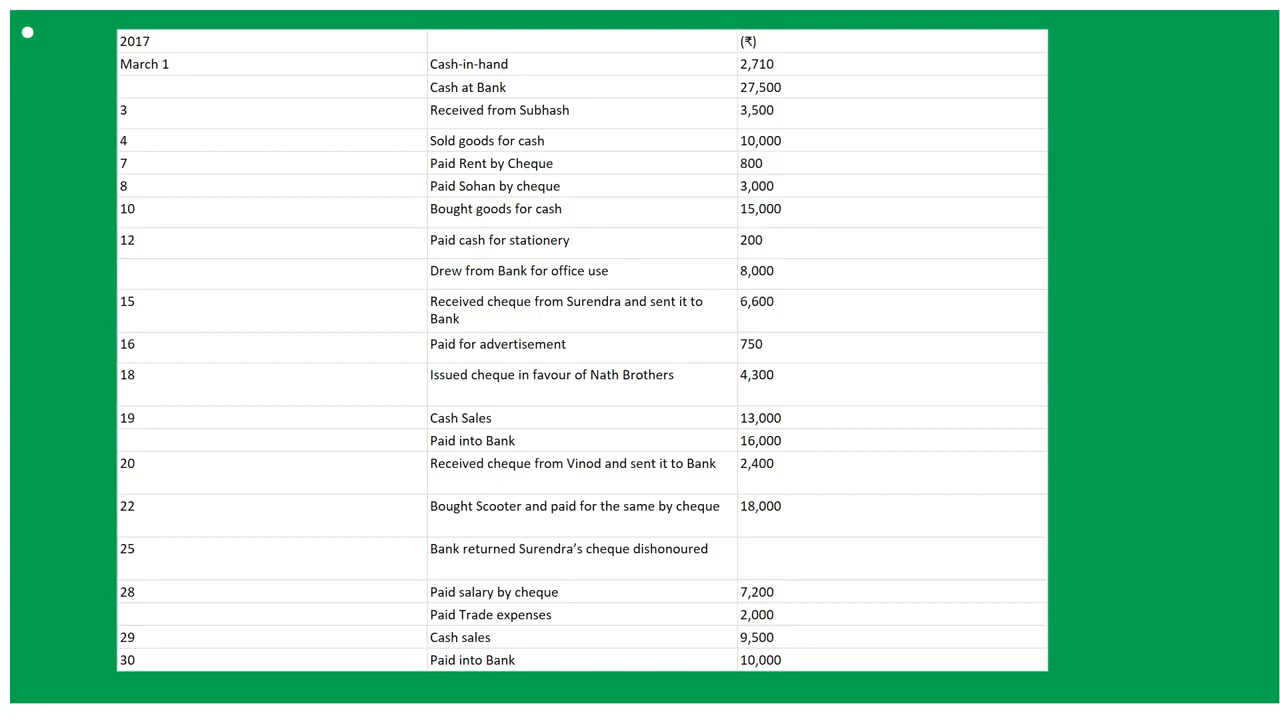 2017 (₹)
March 1 Cash-in-hand 2,710
Cash at Bank 27,500
3 Received from Subhash 3,500
4 Sold goods for cash 10,000
7 Paid Rent by Cheque 800
8 Paid Sohan by cheque 3,000
10 Bought goods for cash 15,000
12 Paid cash for stationery 200
Drew from Bank for office use 8,000
15 Received cheque from Surendra and sent it to 6,600
Bank
16 Paid for advertisement 750
18 Issued cheque in favour of Nath Brothers 4,300
19 Cash Sales 13,000
Paid into Bank 16,000
20 Received cheque from Vinod and sent it to Bank 2,400
22 Bought Scooter and paid for the same by cheque 18,000
25 Bank returned Surendra’s cheque dishonoured
28 Paid salary by cheque 7,200
Paid Trade expenses 2,000
29 Cash sales 9,500
30 Paid into Bank 10,000